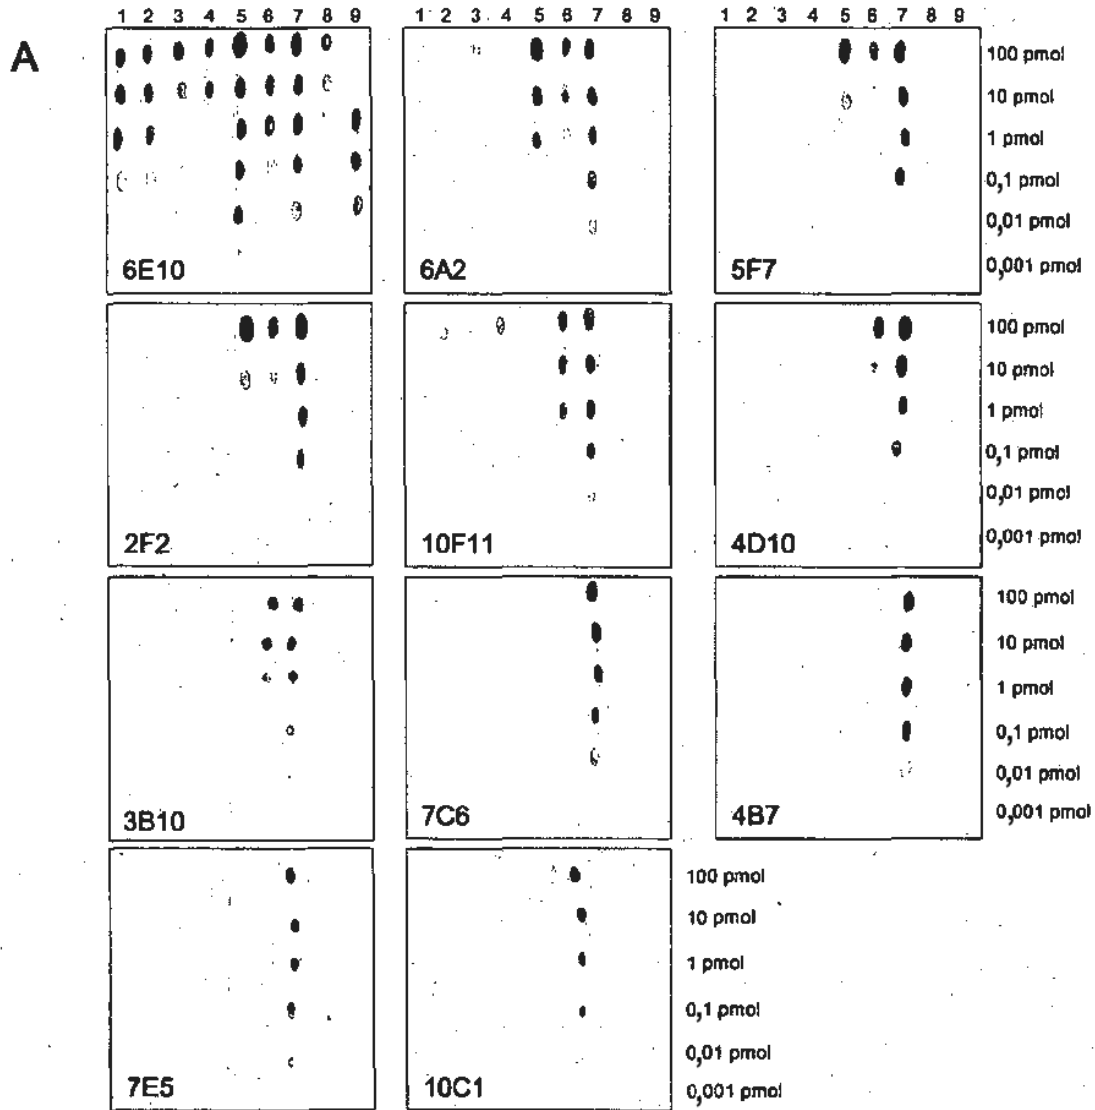 A
1 2 3 4 5 6 7 8 9
1 2 3 4 5 6 7 8 9
1 2 3 4 5 6 7 8 9
100 pmol
10 pmol
1 pmol
0,1 pmol
0,01 pmol
0,001 pmol
6E10
6A2
5F7
100 pmol
10 pmol
1 pmol
0,1 pmol
0,01 pmol
0,001 pmol
2F2
10F11
4D10
100 pmol
10 pmol
1 pmol
0,1 pmol
0,01 pmol
0,001 pmol
3B10
7C6
4B7
100 pmol
10 pmol
1 pmol
0,1 pmol
0,01 pmol
0,001 pmol
7E5
10C1